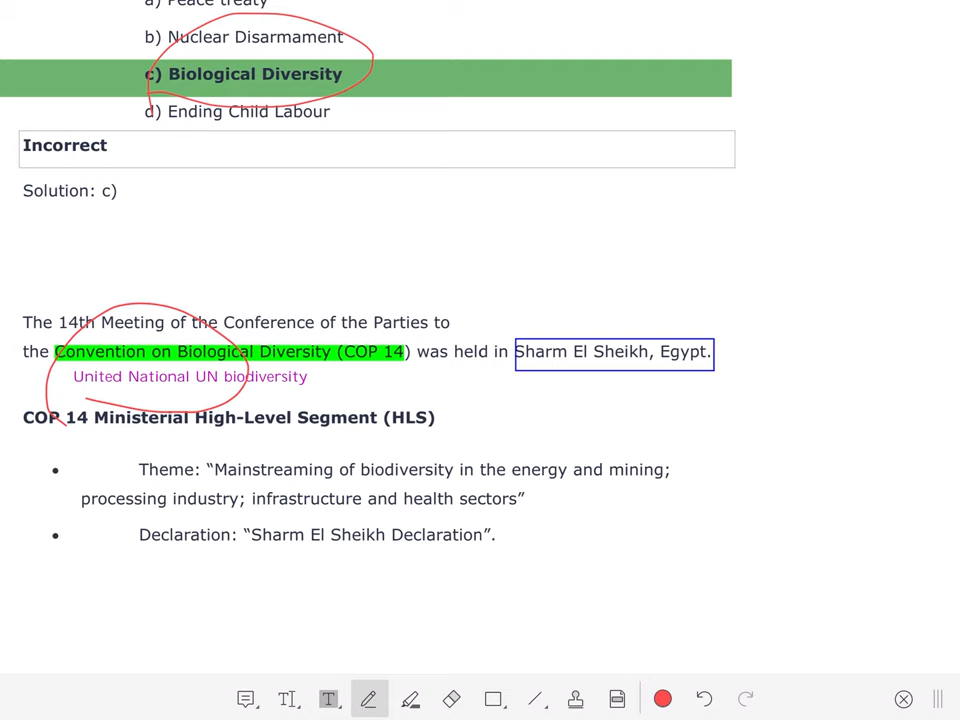 a) Peace treaty
b) Nuclear Disarmament
c) Biological Diversity
d) Ending Child Labour
Incorrect
Solution: c)
The 14th Meeting of the Conference of the Parties to
the Convention on Biological Diversity (COP 14) was held in Sharm El Sheikh, Egypt.
United National UN biodiversity
COP 14 Ministerial High-Level Segment (HLS)
• Theme: “Mainstreaming of biodiversity in the energy and mining;
processing industry; infrastructure and health sectors”
• Declaration: “Sharm El Sheikh Declaration”.